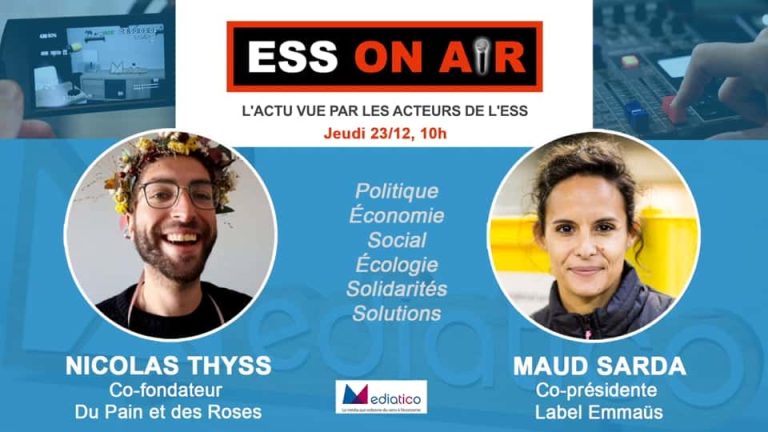 ESS ON AIR
L'ACTU VUE PAR LES ACTEURS DE L'ESS
Jeudi 23/12, 10h
Politique
Économie
Social
Écologie
Solidarités
Solutions
NICOLAS THYSS
Co-fondateur
Du Pain et des Roses
MAUD SARDA
Co-présidente
Label Emmaüs
Mediatico
Le média qui redonne du sens à l'économie